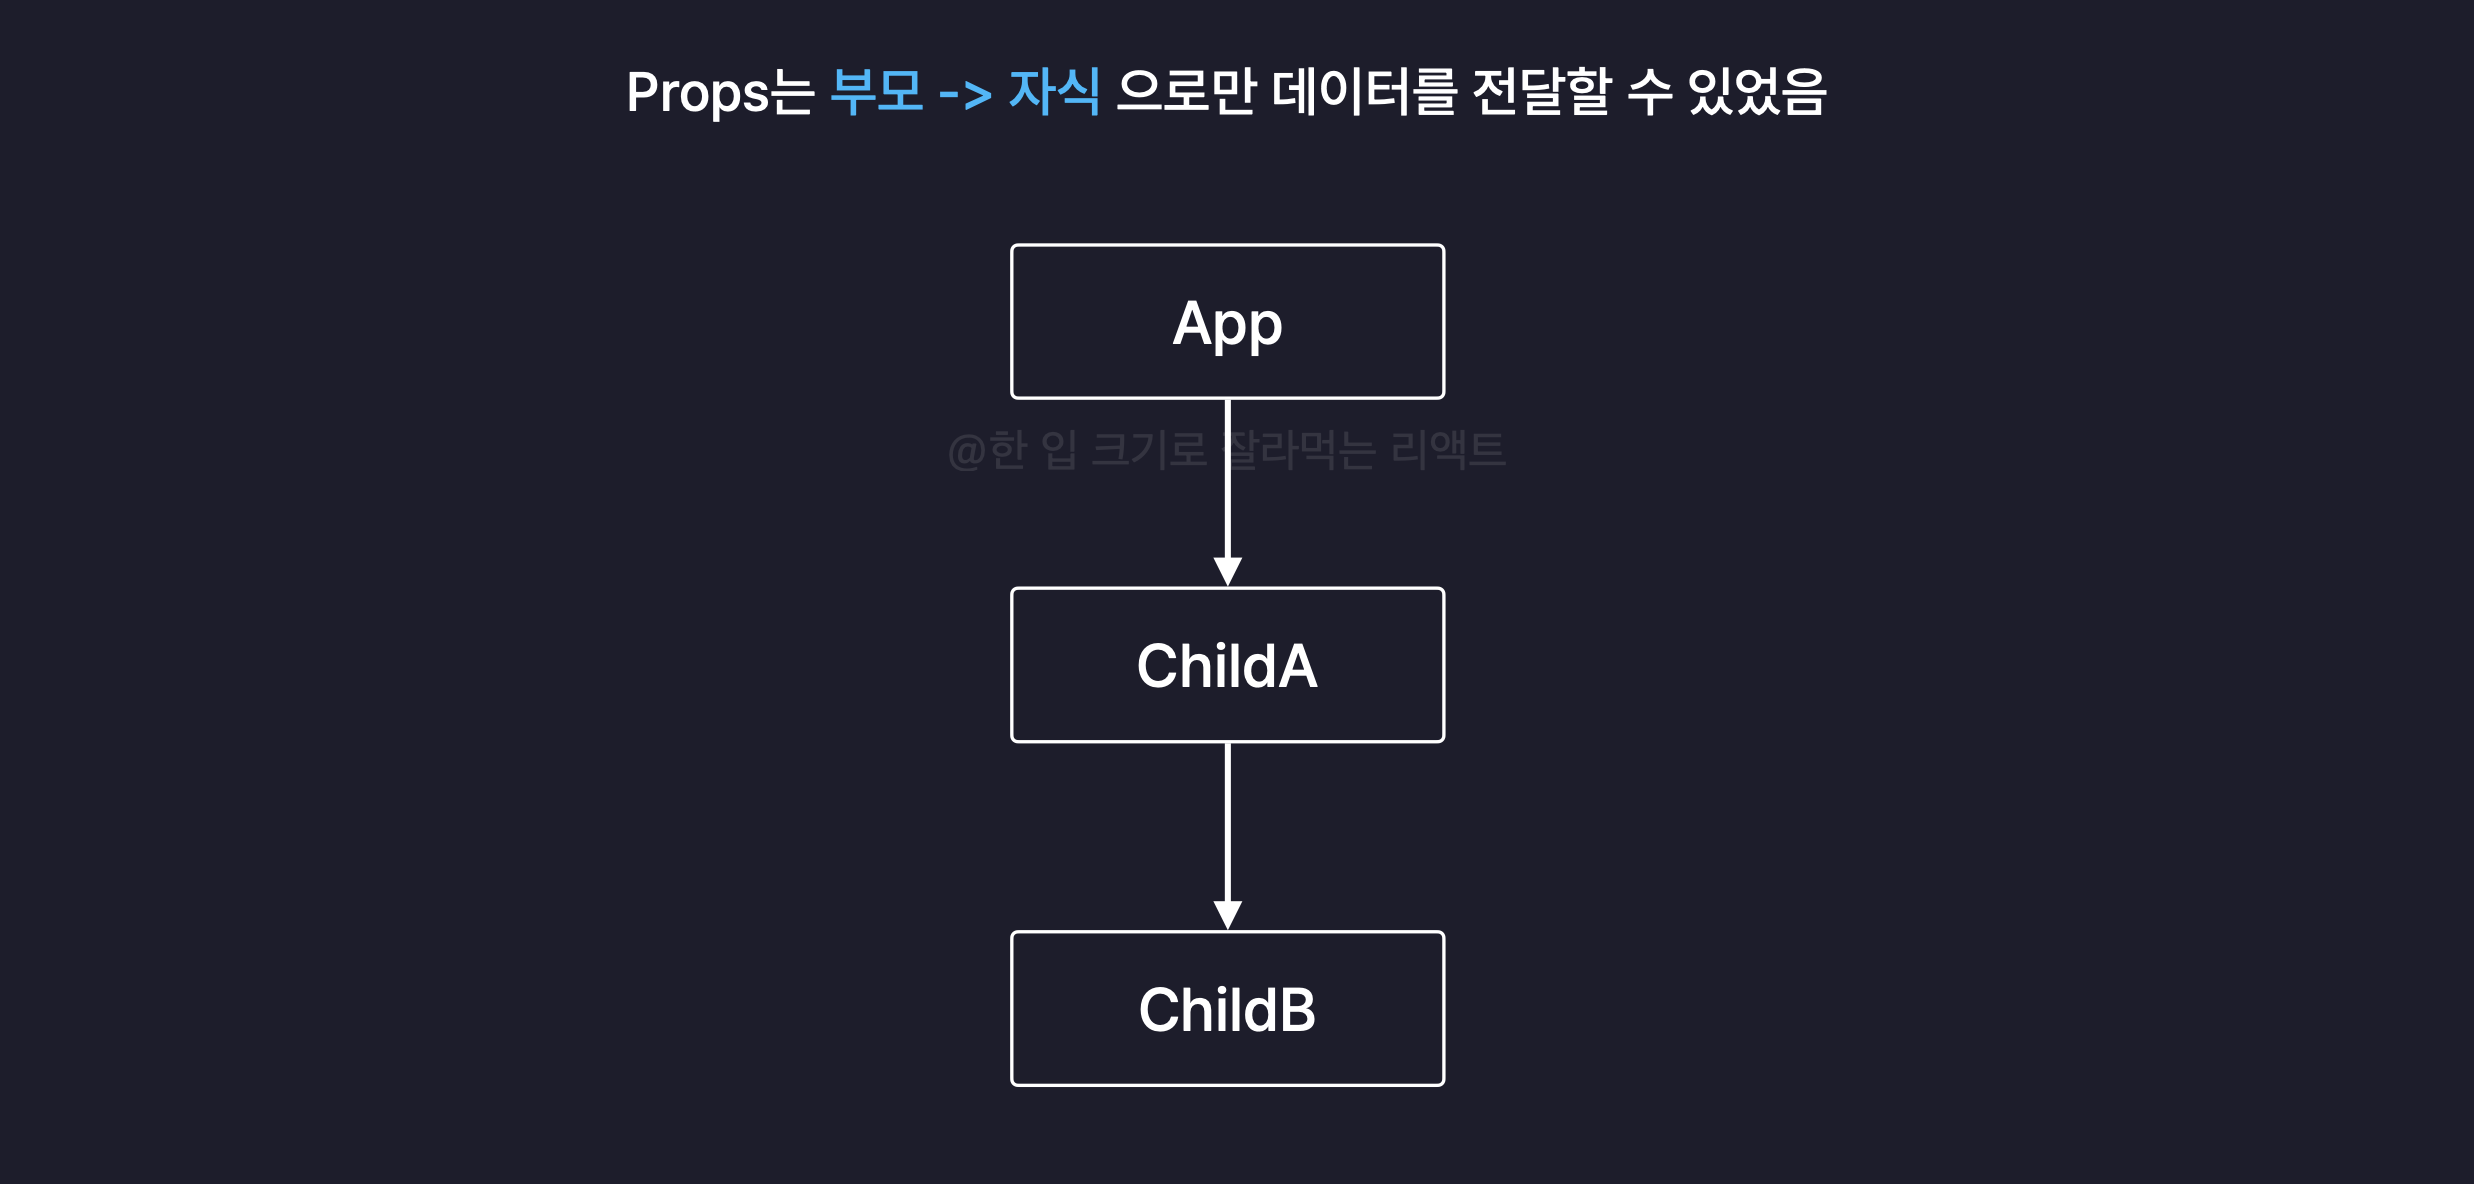 Props는 부모 -> 자식 으로만 데이터를 전달할 수 있었음
App
@한 입 크기로 잘라먹는 리액트
ChildA
ChildB